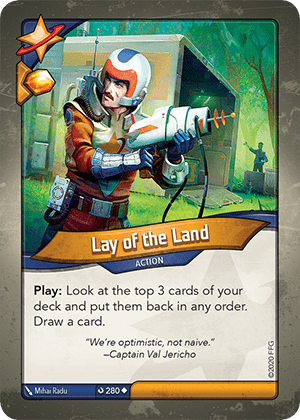 Lay of the Land
ACTION
Play: Look at the top 3 cards of your
deck and put them back in any order.
Draw a card.
"We're optimistic, not naive."
–Captain Val Jericho
©2020 FFG
Mihai Radu
280